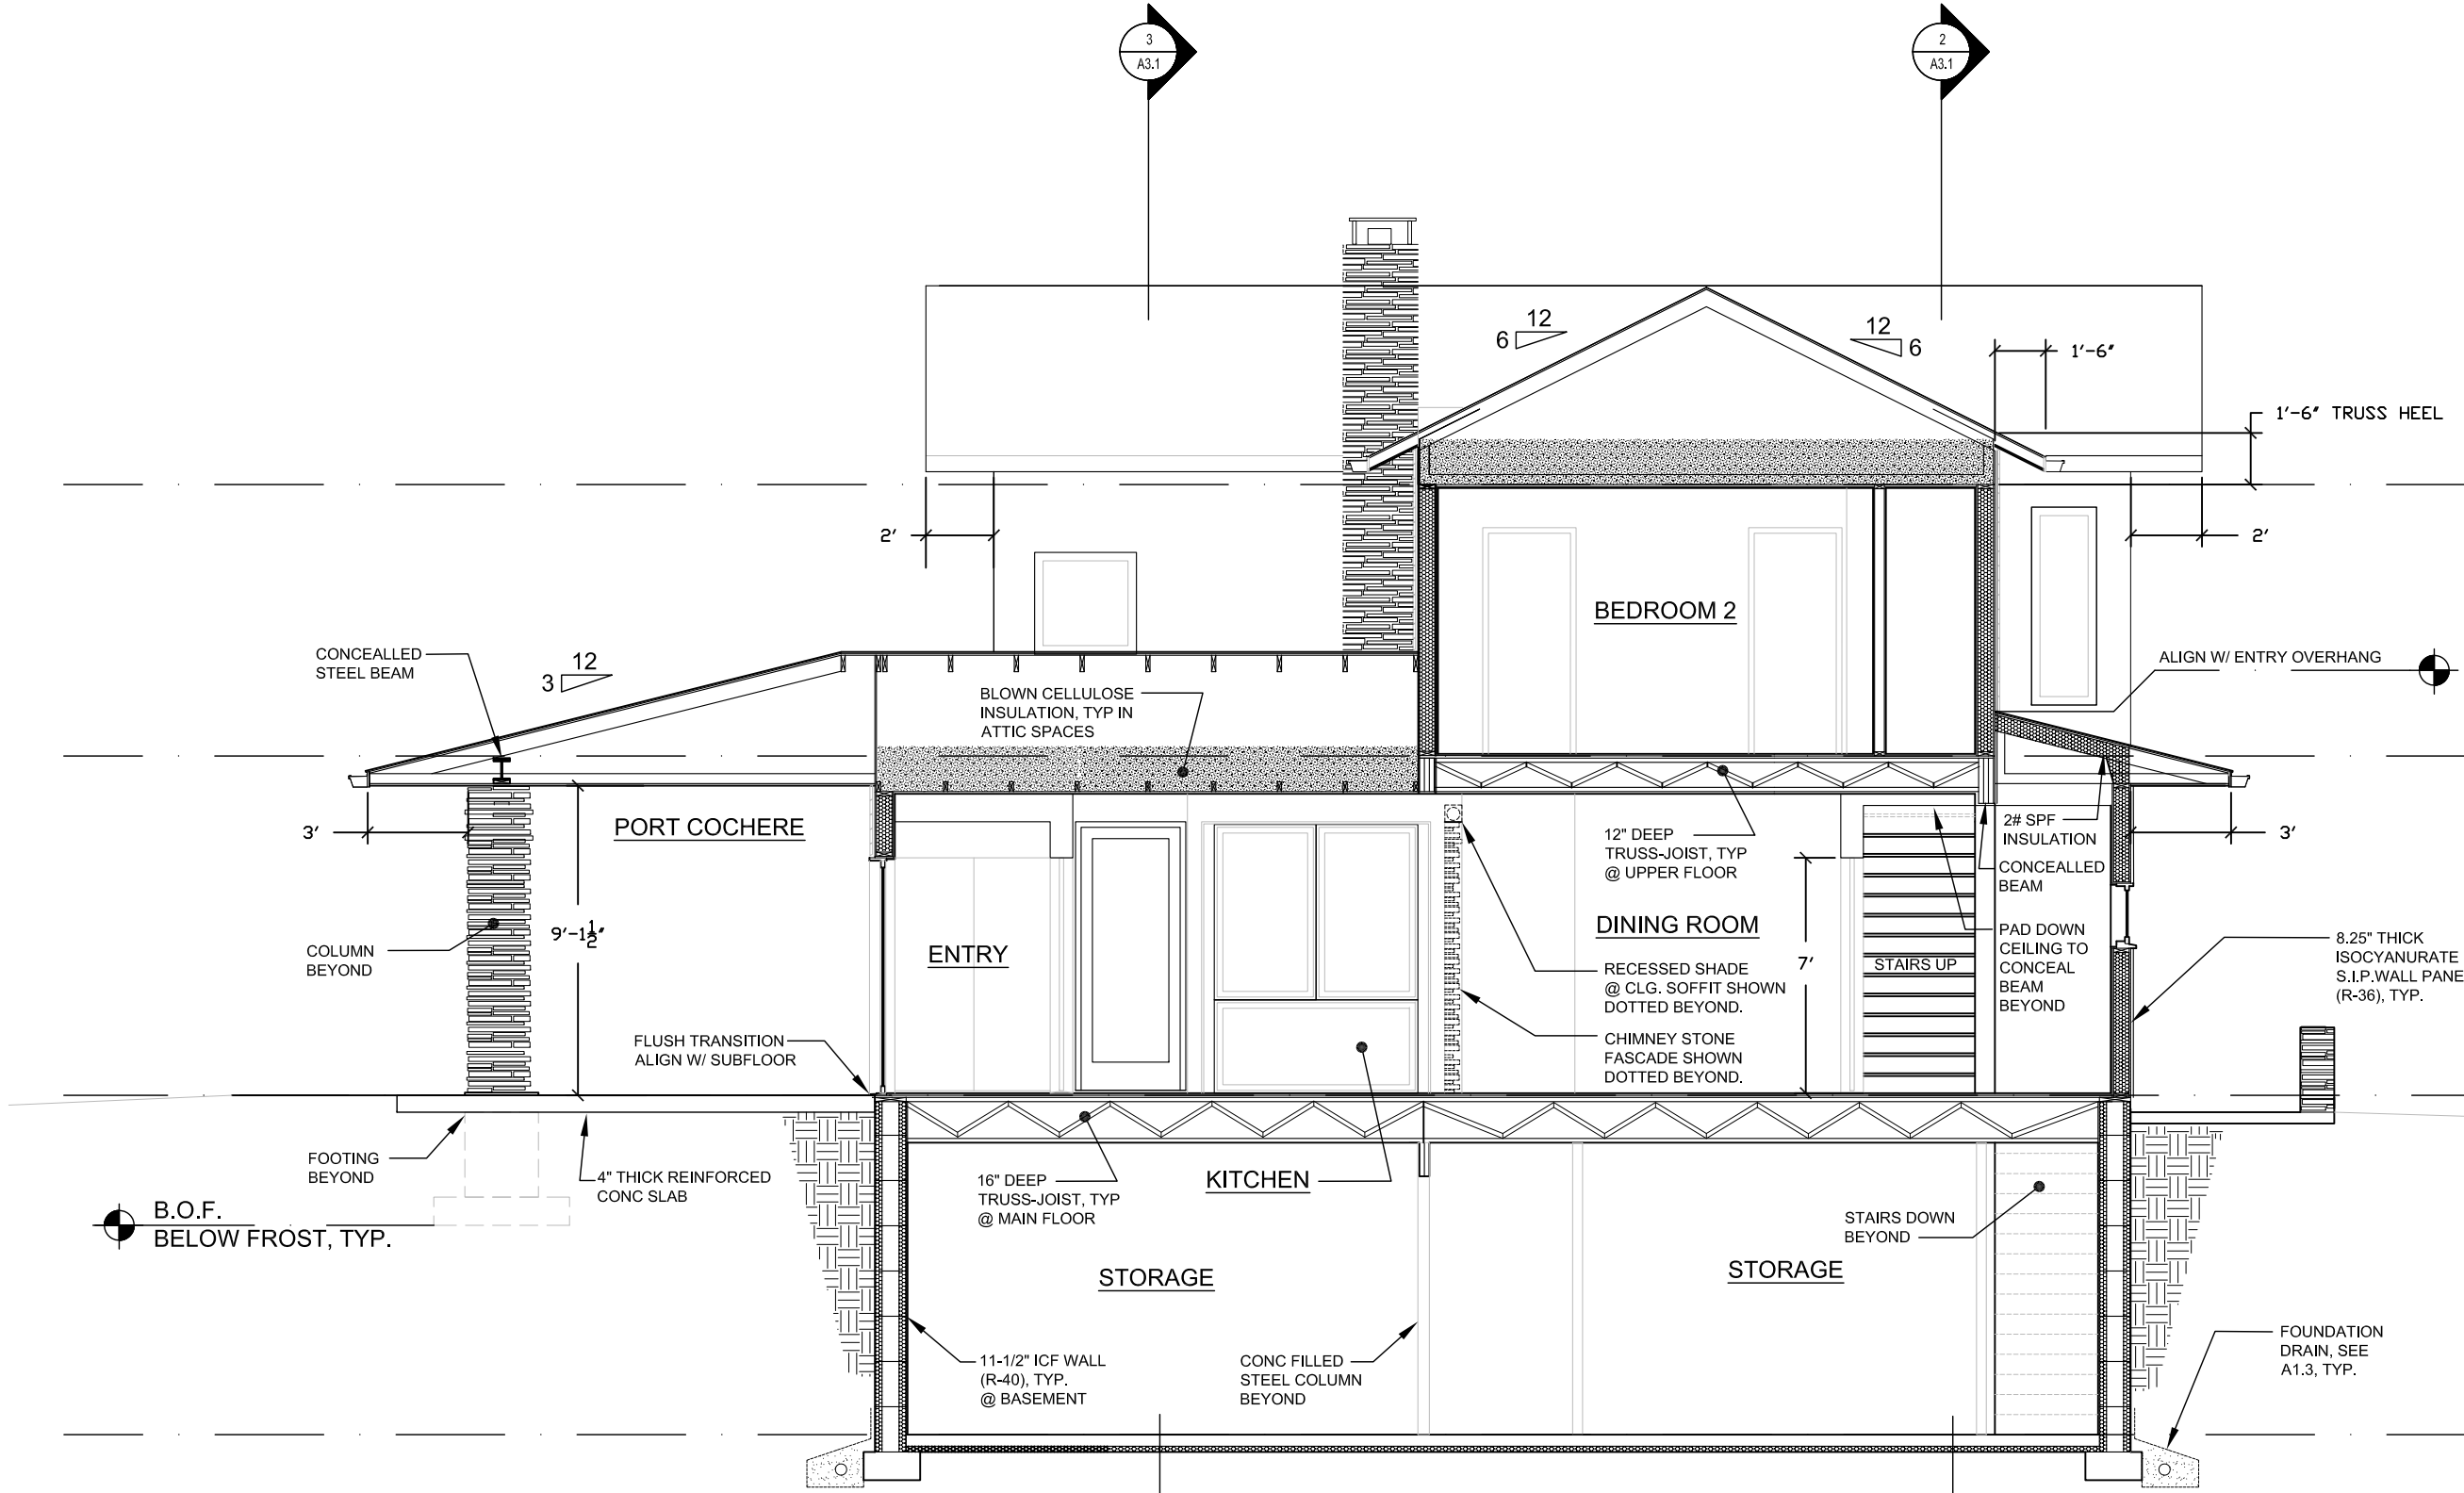 3
A3.1
2
A3.1
12
6
12
6
1'-6"
1'-6" TRUSS HEEL
2'
2'
BEDROOM 2
CONCEALLED
STEEL BEAM
12
3
ALIGN W/ ENTRY OVERHANG
BLOWN CELLULOSE
INSULATION, TYP IN
ATTIC SPACES
3'
PORT COCHERE
12" DEEP
TRUSS-JOIST, TYP
@ UPPER FLOOR
2# SPF
INSULATION
3'
CONCEALLED
BEAM
COLUMN
BEYOND
9'-1 1/2"
ENTRY
DINING ROOM
PAD DOWN
CEILING TO
CONCEAL
BEAM
BEYOND
8.25" THICK
ISOCYANURATE
S.I.P.WALL PANE
(R-36), TYP.
RECESSED SHADE
@ CLG. SOFFIT SHOWN
DOTTED BEYOND.
7'
STAIRS UP
FLUSH TRANSITION
ALIGN W/ SUBFLOOR
CHIMNEY STONE
FASCADE SHOWN
DOTTED BEYOND.
FOOTING
BEYOND
4" THICK REINFORCED
CONC SLAB
16" DEEP
TRUSS-JOIST, TYP
@ MAIN FLOOR
KITCHEN
B.O.F.
BELOW FROST, TYP.
STAIRS DOWN
BEYOND
STORAGE
STORAGE
11-1/2" ICF WALL
(R-40), TYP.
@ BASEMENT
CONC FILLED
STEEL COLUMN
BEYOND
FOUNDATION
DRAIN, SEE
A1.3, TYP.